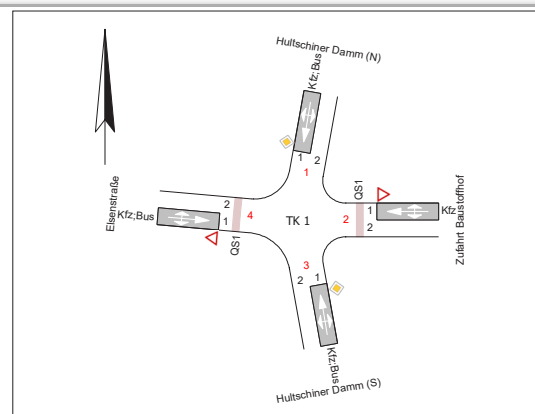 Hultschiner Damm (N)
Kfz;Bus
1 2
1
QS1
Elsenstraße
Kfz;Bus
2
1
4
QS1
TK 1
2
1
2
Kfz
Zufahrt Baustoffhof
3
2 1
Kfz;Bus
Hultschiner Damm (S)